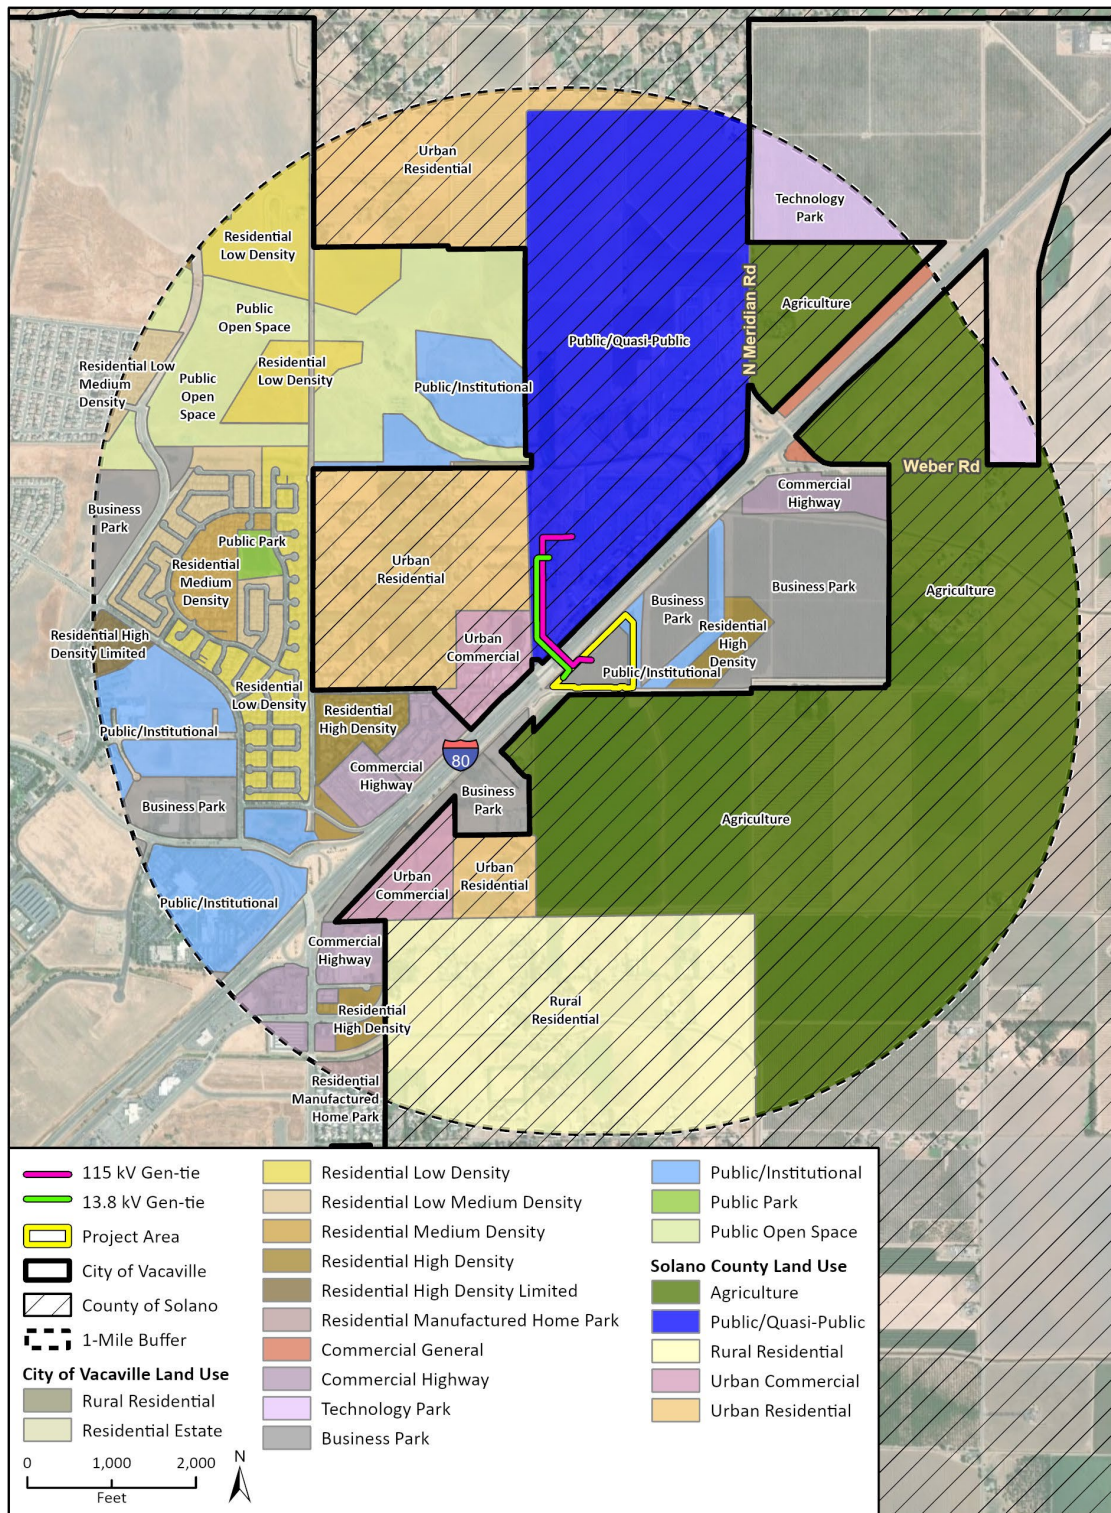 Urban
Residential
Technology
Park
Residential
Low Density
N Meridian Rd
Agriculture
Public
Open Space
Public/Quasi-Public
Residential Low
Medium
Density
Residential
Low Density
Public
Open
Space
Public/Institutional
Weber Rd
Commercial
Highway
Business
Park
Public Park
Residential
Medium
Density
Urban
Residential
Business Park
Agriculture
Business
Park
Residential
High
Density
Residential High
Density Limited
Urban
Commercial
Public/Institutional
Residential
Low Density
Residential
High Density
Public/Institutional
80
Commercial
Highway
Business
Park
Business Park
Agriculture
Urban
Commercial
Urban
Residential
Public/Institutional
Commercial
Highway
Rural
Residential
Residential
High Density
Residential
Manufactured
Home Park
115 kV Gen-tie
13.8 kV Gen-tie
Project Area
City of Vacaville
County of Solano
1-Mile Buffer
City of Vacaville Land Use
Rural Residential
Residential Estate
0 1,000 2,000
Feet
N
Residential Low Density
Residential Low Medium Density
Residential Medium Density
Residential High Density
Residential High Density Limited
Residential Manufactured Home Park
Commercial General
Commercial Highway
Technology Park
Business Park
Public/Institutional
Public Park
Public Open Space
Solano County Land Use
Agriculture
Public/Quasi-Public
Rural Residential
Urban Commercial
Urban Residential